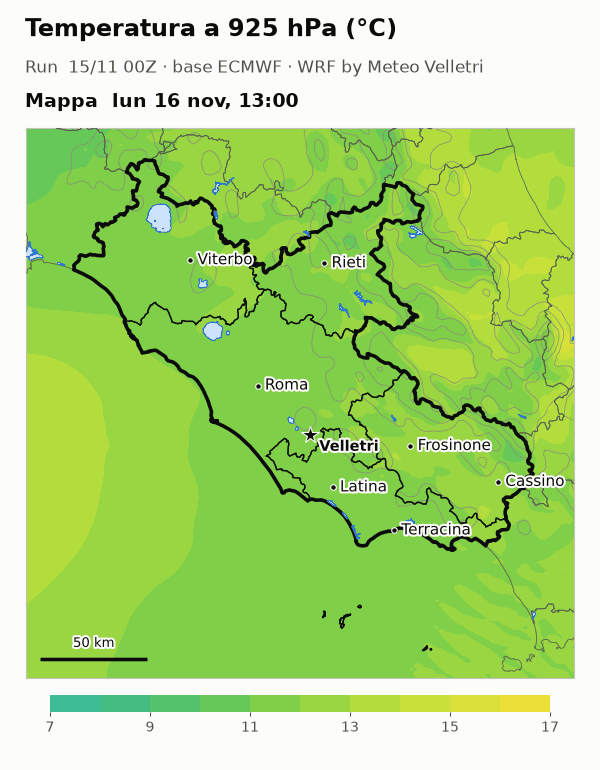 Temperatura a 925 hPa (°C)
Run  15/11 00Z · base ECMWF · WRF by Meteo Velletri
Mappa  lun 16 nov, 13:00
Viterbo
Rieti
Roma
Velletri
Frosinone
Cassino
Latina
Terracina
50 km
7 9 11 13 15 17